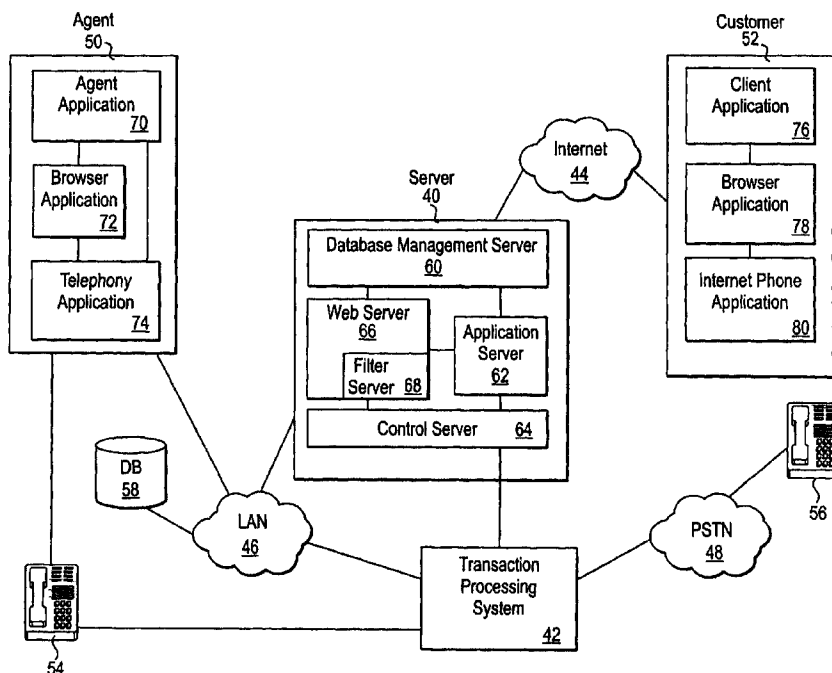 Agent
50
Agent
Application
70
Browser
Application
72
Telephony
Application
74
Customer
52
Client
Application
76
Browser
Application
78
Internet Phone
Application
80
Internet
44
Server
40
Database Management Server
60
Web Server
66
Filter
Server
68
Application
Server
62
Control Server
64
DB
58
LAN
46
PSTN
48
56
Transaction
Processing
System
42
54